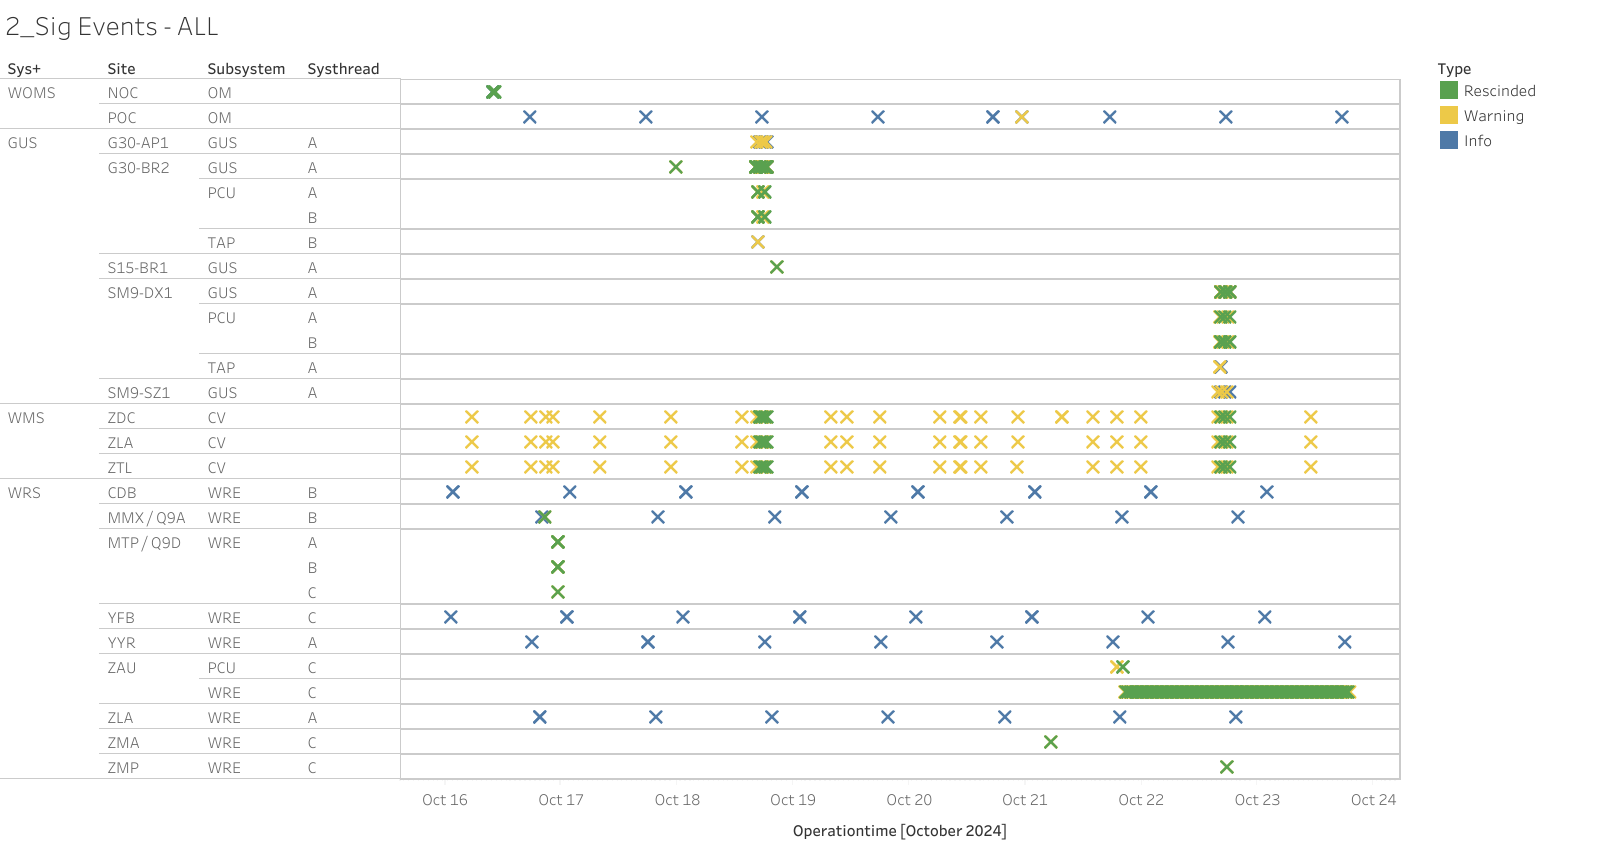 2_Sig Events - ALL
Sys+ Site Subsystem Systhread
Type
WOMS NOC OM
Rescinded
POC OM
Warning
GUS G30-AP1 GUS A
Info
G30-BR2 GUS A
PCU A
B
TAP B
S15-BR1 GUS A
SM9-DX1 GUS A
PCU A
B
TAP A
SM9-SZ1 GUS A
WMS ZDC CV
ZLA CV
ZTL CV
WRS CDB WRE B
MMX / Q9A WRE B
MTP / Q9D WRE A
B
C
YFB WRE C
YYR WRE A
ZAU PCU C
WRE C
ZLA WRE A
ZMA WRE C
ZMP WRE C
Oct 16 Oct 17 Oct 18 Oct 19 Oct 20 Oct 21 Oct 22 Oct 23 Oct 24
Operationtime [October 2024]